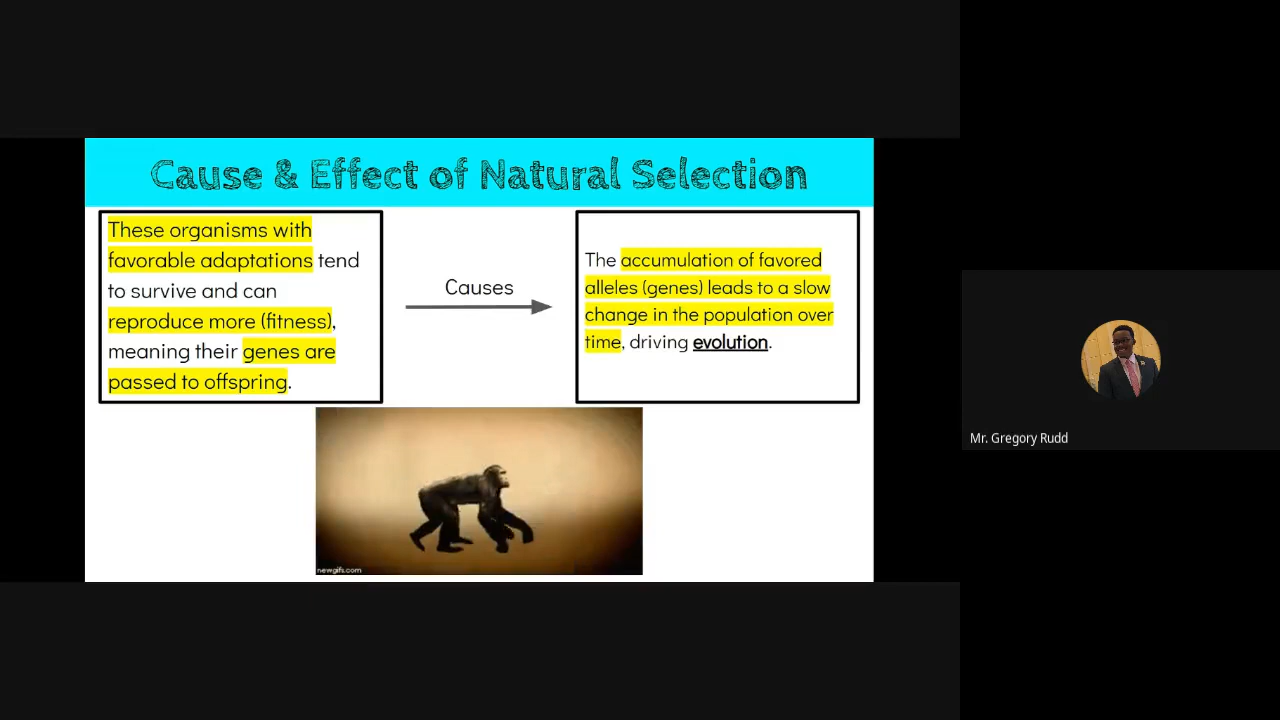 Cause & Effect of Natural Selection
These organisms with
favorable adaptations tend
to survive and can
reproduce more (fitness),
meaning their genes are
passed to offspring.
Causes
The accumulation of favored
alleles (genes) leads to a slow
change in the population over
time, driving evolution.
newgifs.com
Mr. Gregory Rudd